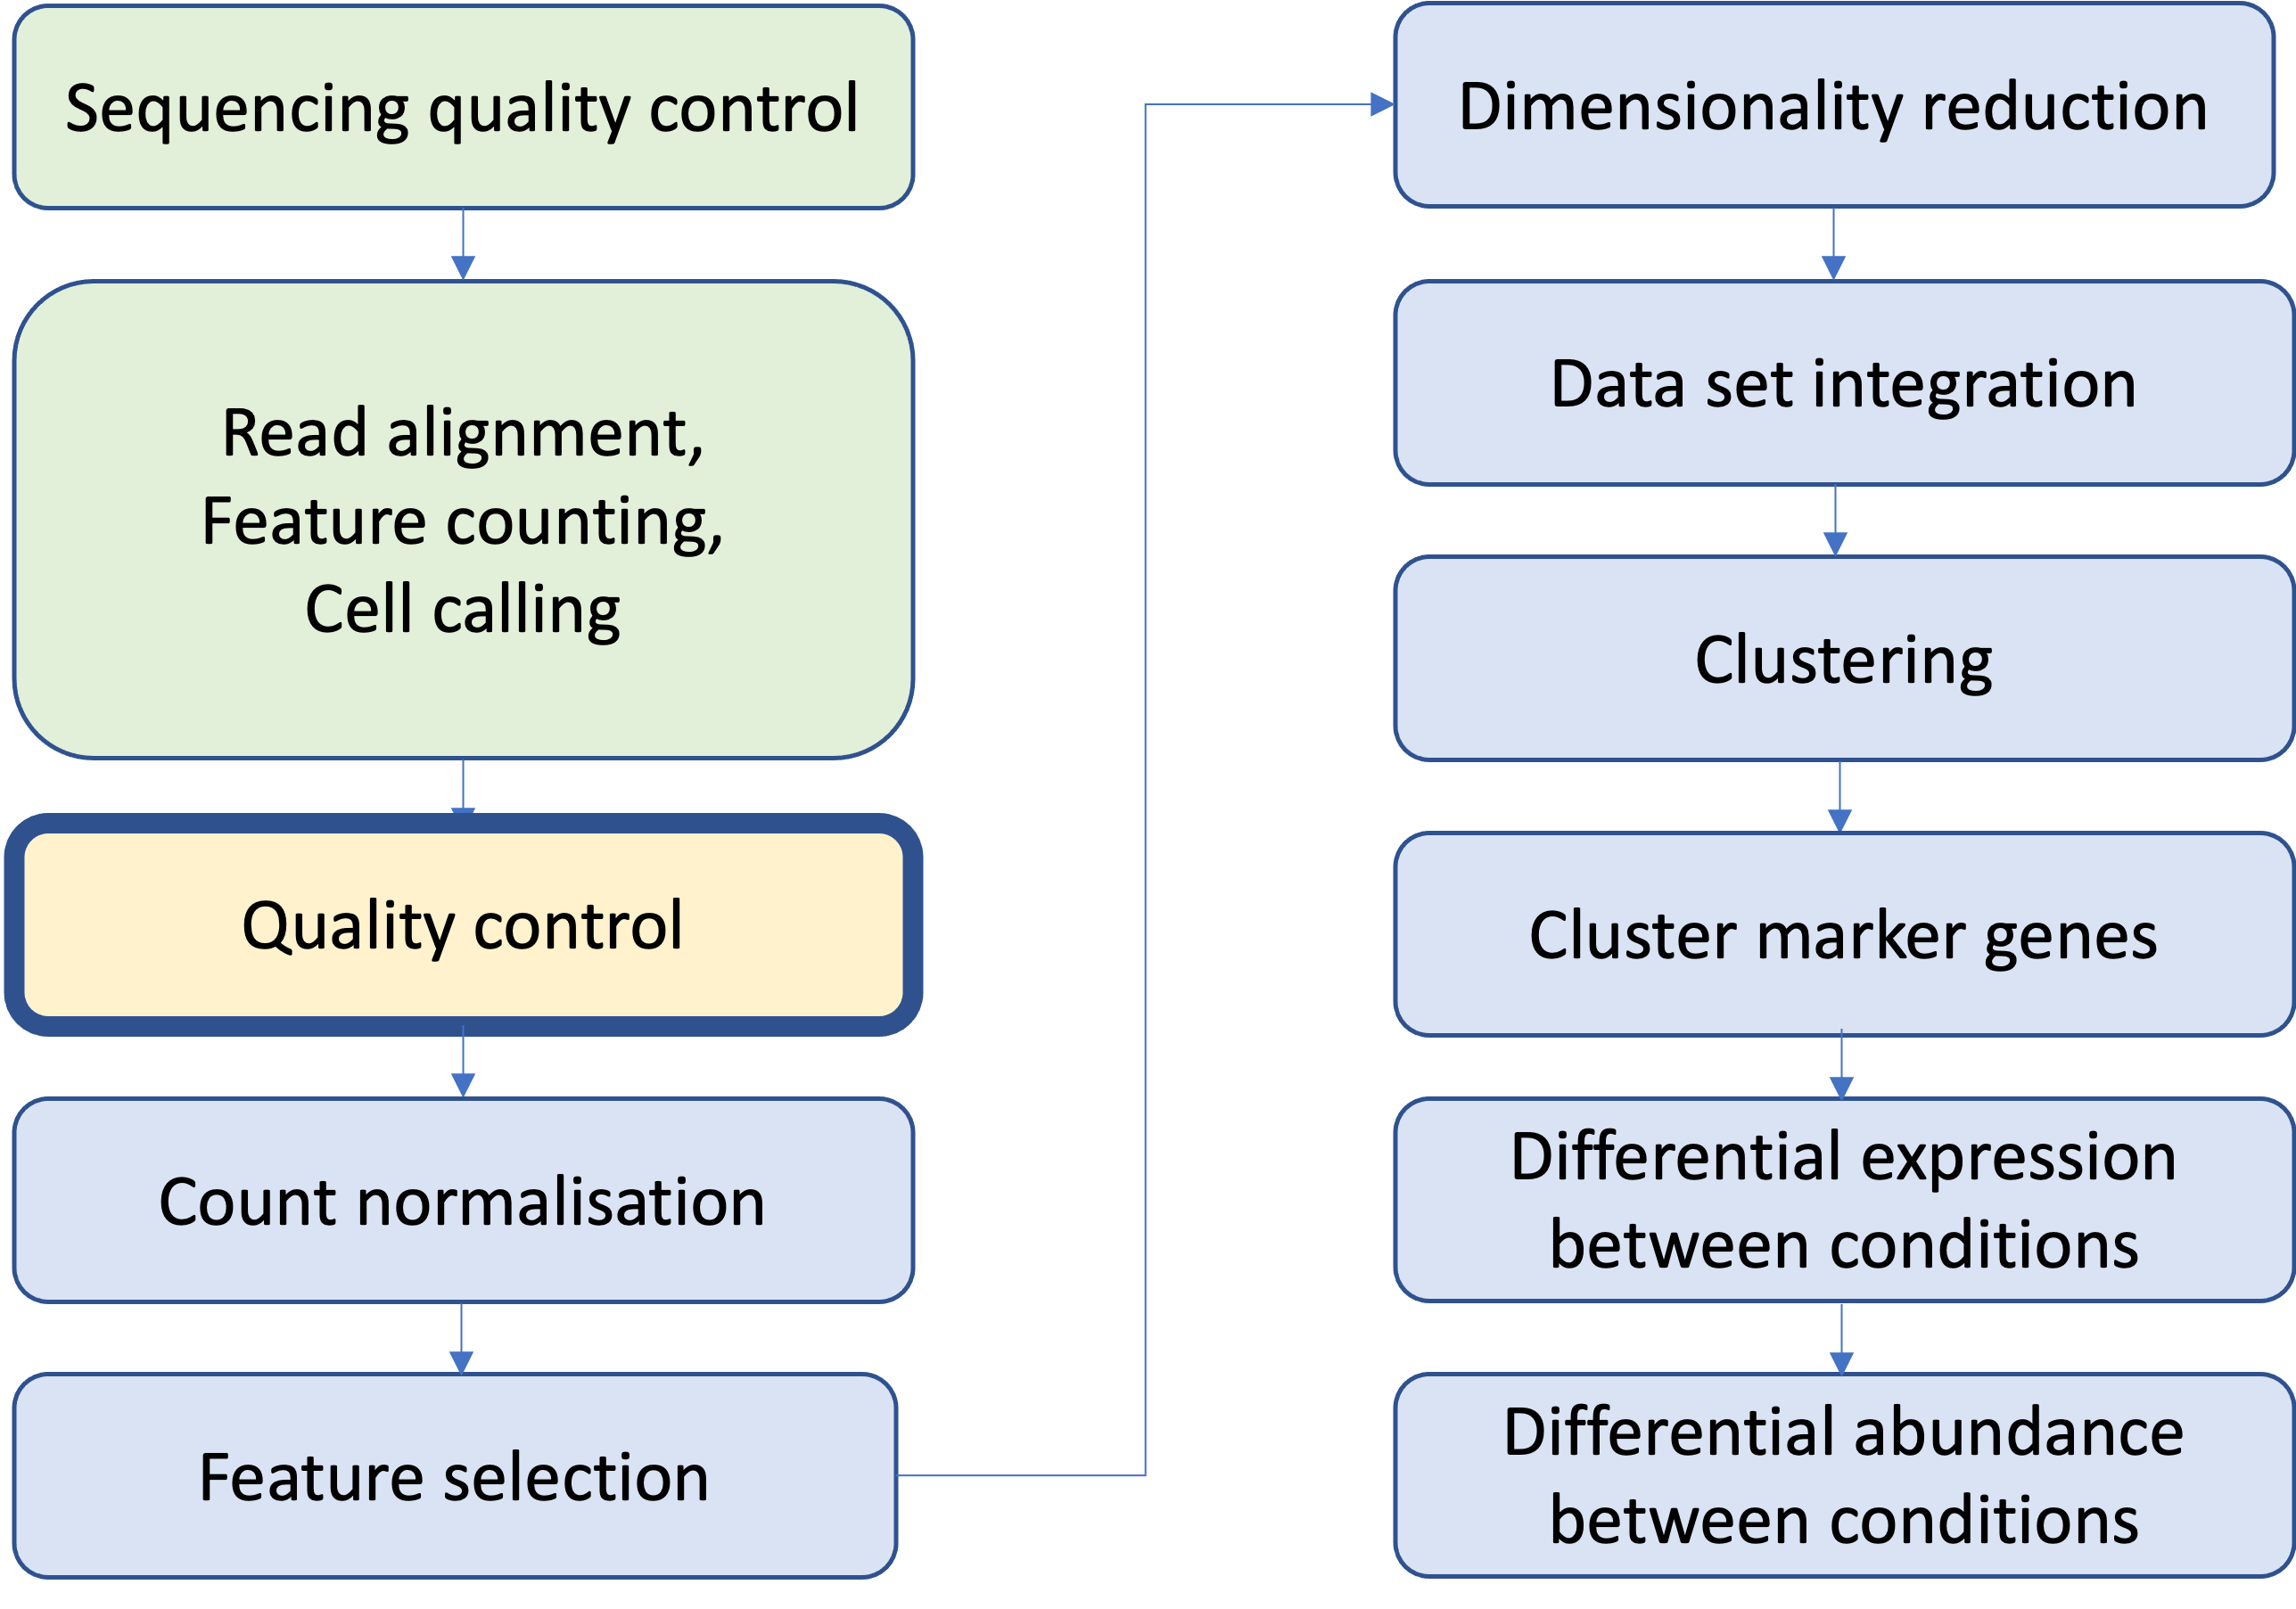 Sequencing quality control
Read alignment,
Feature counting,
Cell calling
Quality control
Count normalisation
Feature selection
Dimensionality reduction
Data set integration
Clustering
Cluster marker genes
Differential expression
between conditions
Differential abundance
between conditions